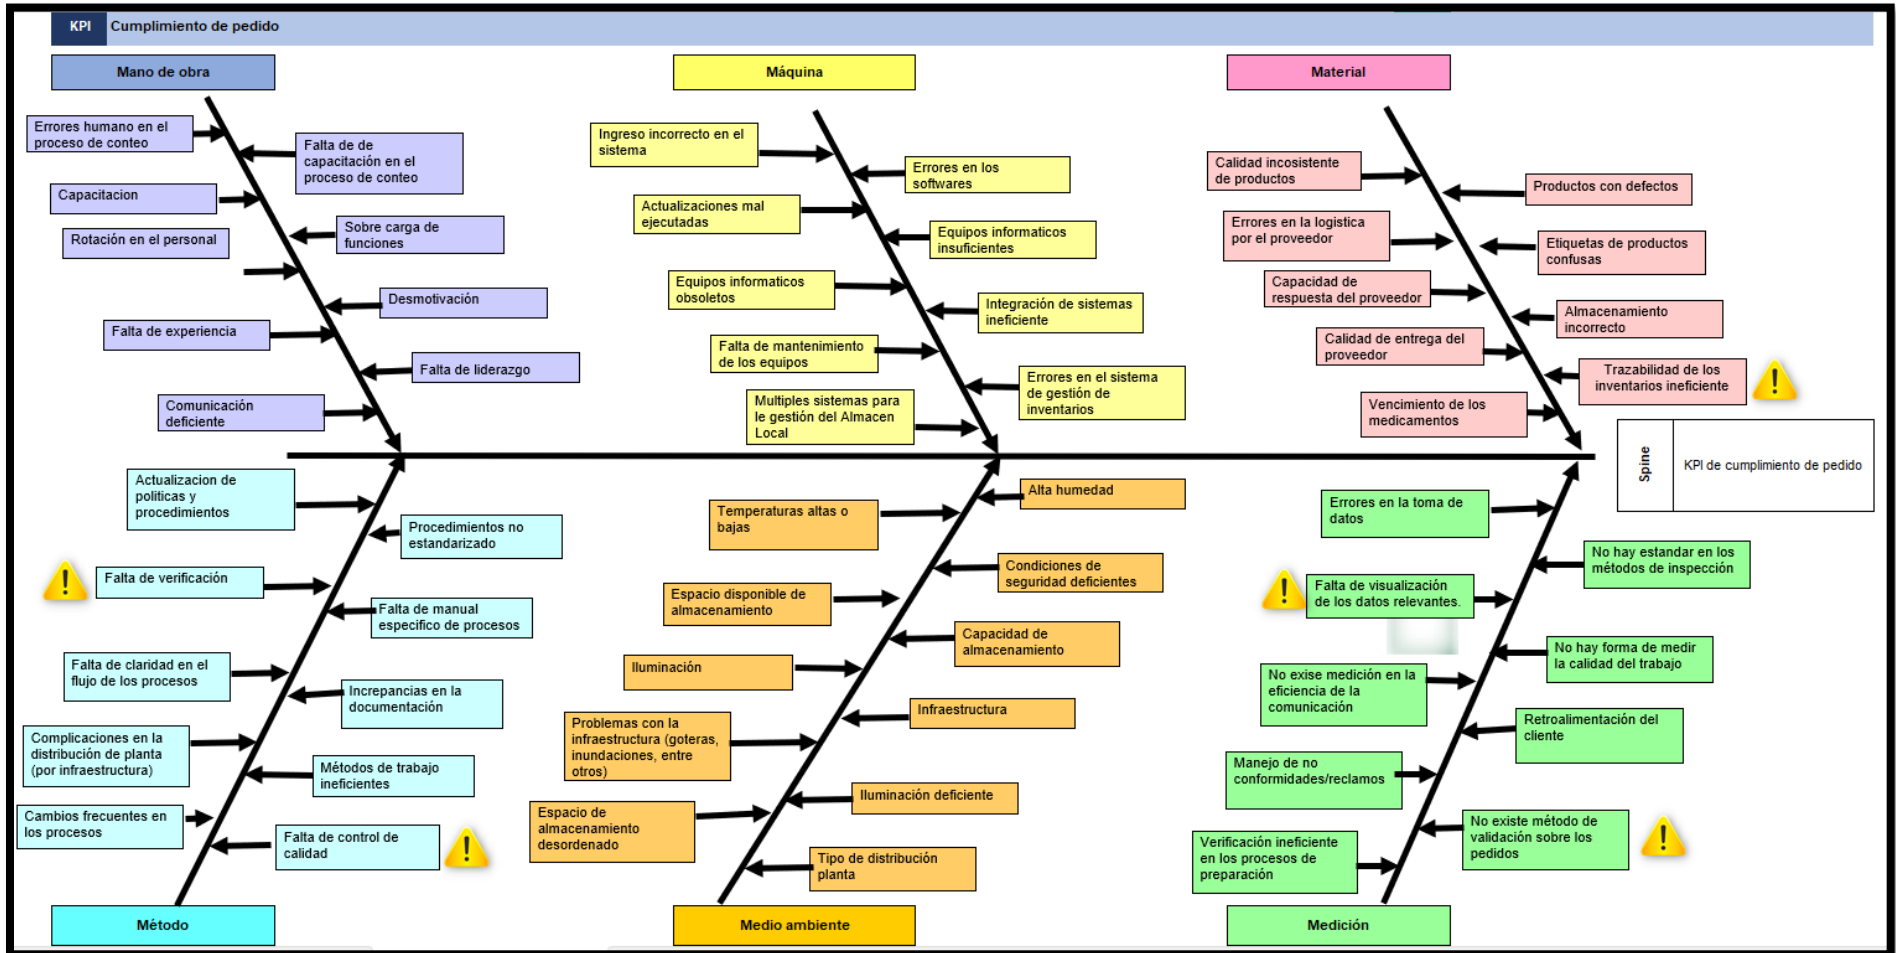 KPI Cumplimiento de pedido
Mano de obra
Máquina
Material
Errores humano en el
proceso de conteo
Falta de de
capacitación en el
proceso de conteo
Capacitacion
Sobre carga de
funciones
Rotación en el personal
Desmotivación
Falta de experiencia
Falta de liderazgo
Comunicación
deficiente
Ingreso incorrecto en el
sistema
Errores en los
softwares
Actualizaciones mal
ejecutadas
Equipos informaticos
insuficientes
Equipos informaticos
obsoletos
Integración de sistemas
ineficiente
Falta de mantenimiento
de los equipos
Errores en el sistema
de gestión de
inventarios
Multiples sistemas para
le gestión del Almacen
Local
Calidad incosistente
de productos
Productos con defectos
Errores en la logistica
por el proveedor
Etiquetas de productos
confusas
Capacidad de
respuesta del proveedor
Almacenamiento
incorrecto
Calidad de entrega del
proveedor
Trazabilidad de los
inventarios ineficiente
Vencimiento de los
medicamentos
Spine
KPI de cumplimiento de pedido
Actualizacion de
politicas y
procedimientos
Procedimientos no
estandarizado
Falta de verificación
Falta de manual
especifico de procesos
Falta de claridad en el
flujo de los procesos
Increpancias en la
documentación
Complicaciones en la
distribución de planta
(por infraestructura)
Métodos de trabajo
ineficientes
Cambios frecuentes en
los procesos
Falta de control de
calidad
Alta humedad
Temperaturas altas o
bajas
Condiciones de
seguridad deficientes
Espacio disponible de
almacenamiento
Capacidad de
almacenamiento
Iluminación
Infraestructura
Problemas con la
infraestructura (goteras,
inundaciones, entre
otros)
Iluminación deficiente
Espacio de
almacenamiento
desordenado
Tipo de distribución
planta
Errores en la toma de
datos
No hay estandar en los
métodos de inspección
Falta de visualización
de los datos relevantes.
No hay forma de medir
la calidad del trabajo
No exise medición en la
eficiencia de la
comunicación
Retroalimentación del
cliente
Manejo de no
conformidades/reclamos
No existe método de
validación sobre los
pedidos
Verificación ineficiente
en los procesos de
preparación
Método
Medio ambiente
Medición